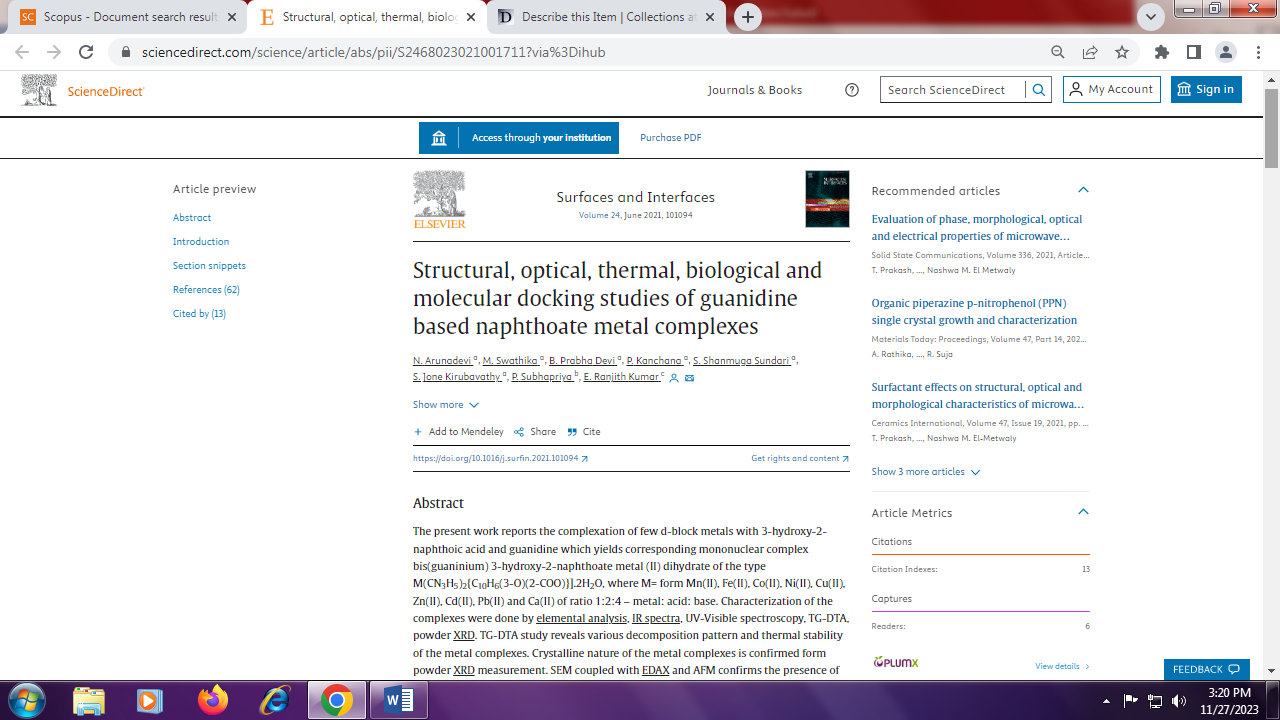 Scopus - Document search result
Structural, optical, thermal, biolog
Describe this Item | Collections at
sciencedirect.com/science/article/abs/pii/S2468023021001711?via%3Dihub
ScienceDirect
Journals & Books
Search ScienceDirect
My Account
Sign in
Access through your institution
Purchase PDF
Article preview
Abstract
Introduction
Section snippets
References (62)
Cited by (13)
ELSEVIER
Surfaces and Interfaces
Volume 24, June 2021, 101094
Structural, optical, thermal, biological and
molecular docking studies of guanidine
based naphthoate metal complexes
N. Arunadevi a, M. Swathika a, B. Prabha Devi a, P. Kanchana a, S. Shanmuga Sundari a,
S. Jone Kirubavathy a, P. Subhapriya b, E. Ranjith Kumar c
Show more
Add to Mendeley
Share
Cite
https://doi.org/10.1016/j.surfin.2021.101094
Get rights and content
Abstract
The present work reports the complexation of few d-block metals with 3-hydroxy-2-
naphthoic acid and guanidine which yields corresponding mononuclear complex
bis(guaninium) 3-hydroxy-2-naphthoate metal (II) dihydrate of the type
M(CN3H5)2{C10H6(3-O)(2-COO)}].2H2O, where M= form Mn(II), Fe(II), Co(II), Ni(II), Cu(II),
Zn(II), Cd(II), Pb(II) and Ca(II) of ratio 1:2:4 – metal: acid: base. Characterization of the
complexes were done by elemental analysis, IR spectra, UV-Visible spectroscopy, TG-DTA,
powder XRD. TG-DTA study reveals various decomposition pattern and thermal stability
of the metal complexes. Crystalline nature of the metal complexes is confirmed form
powder XRD measurement. SEM coupled with EDAX and AFM confirms the presence of
Recommended articles
Evaluation of phase, morphological, optical
and electrical properties of microwave...
Solid State Communications, Volume 336, 2021, Article...
T. Prakash, ..., Nashwa M. El Metwaly
Organic piperazine p-nitrophenol (PPN)
single crystal growth and characterization
Materials Today: Proceedings, Volume 47, Part 14, 202...
A. Rathika, ..., R. Suja
Surfactant effects on structural, optical and
morphological characteristics of microwa...
Ceramics International, Volume 47, Issue 19, 2021, pp. ...
T. Prakash, ..., Nashwa M. El-Metwaly
Show 3 more articles
Article Metrics
Citations
Citation Indexes: 13
Captures
Readers: 6
PLUMX
View details
FEEDBACK
3:20 PM
11/27/2023